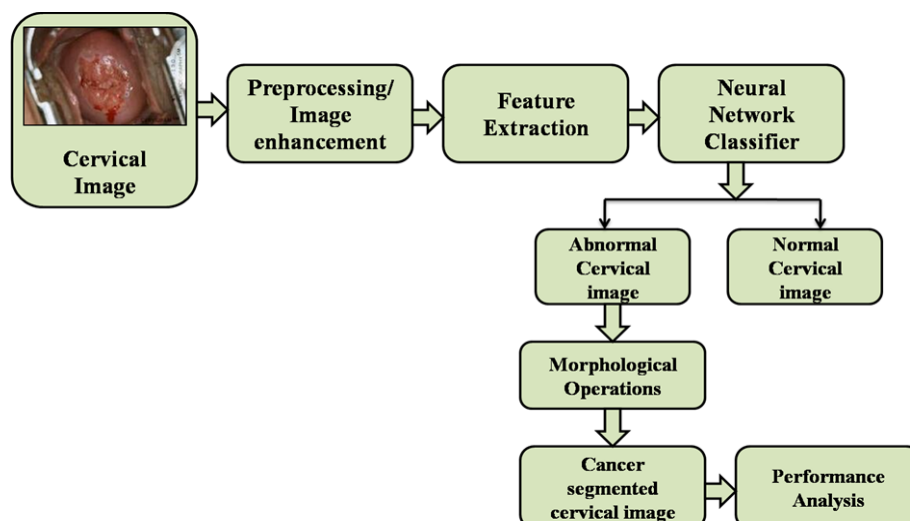 Cervical
Image
Preprocessing/
Image
enhancement
Feature
Extraction
Neural
Network
Classifier
Abnormal
Cervical
image
Normal
Cervical
image
Morphological
Operations
Cancer
segmented
cervical image
Performance
Analysis